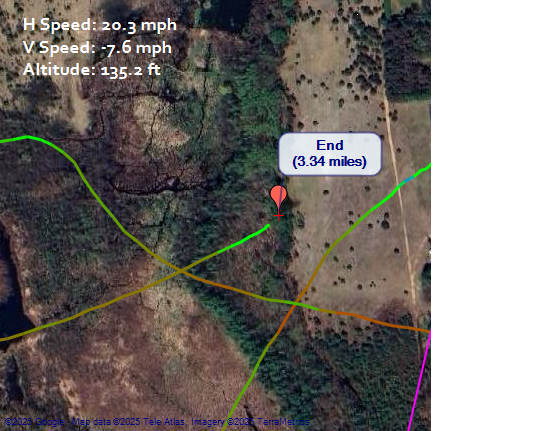 H Speed: 20.3 mph
V Speed: -7.6 mph
Altitude: 135.2 ft
End
(3.34 miles)
©2025 Google - Map data ©2025 Tele Atlas, Imagery ©2025 TerraMetrics